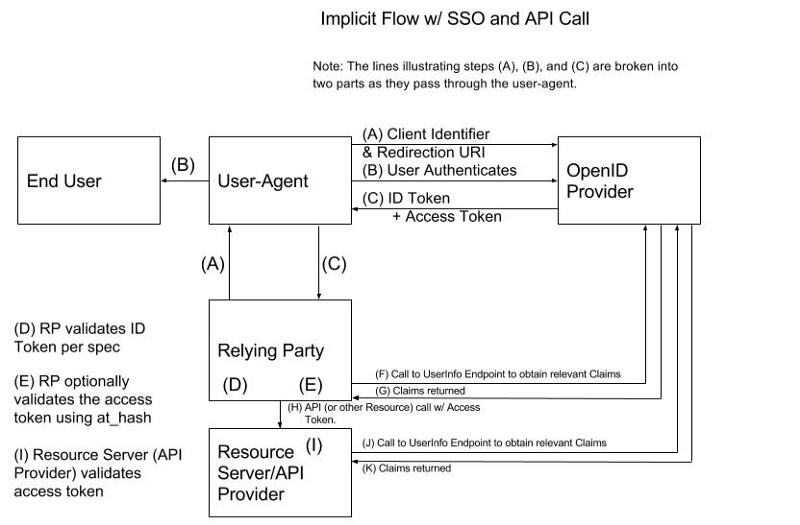 Implicit Flow w/ SSO and API Call
Note: The lines illustrating steps (A), (B), and (C) are broken into
two parts as they pass through the user-agent.
End User
(B)
User-Agent
(A) Client Identifier
& Redirection URI
(B) User Authenticates
(C) ID Token
+ Access Token
OpenID
Provider
(A)
(C)
(D) RP validates ID
Token per spec
(E) RP optionally
validates the access
token using at_hash
(I) Resource Server (API
Provider) validates
access token
Relying Party
(D)
(E)
(F) Call to UserInfo Endpoint to obtain relevant Claims
(G) Claims returned
(H) API (or other Resource) call w/ Access
Token.
Resource (I)
Server/API
Provider
(J) Call to UserInfo Endpoint to obtain relevant Claims
(K) Claims returned